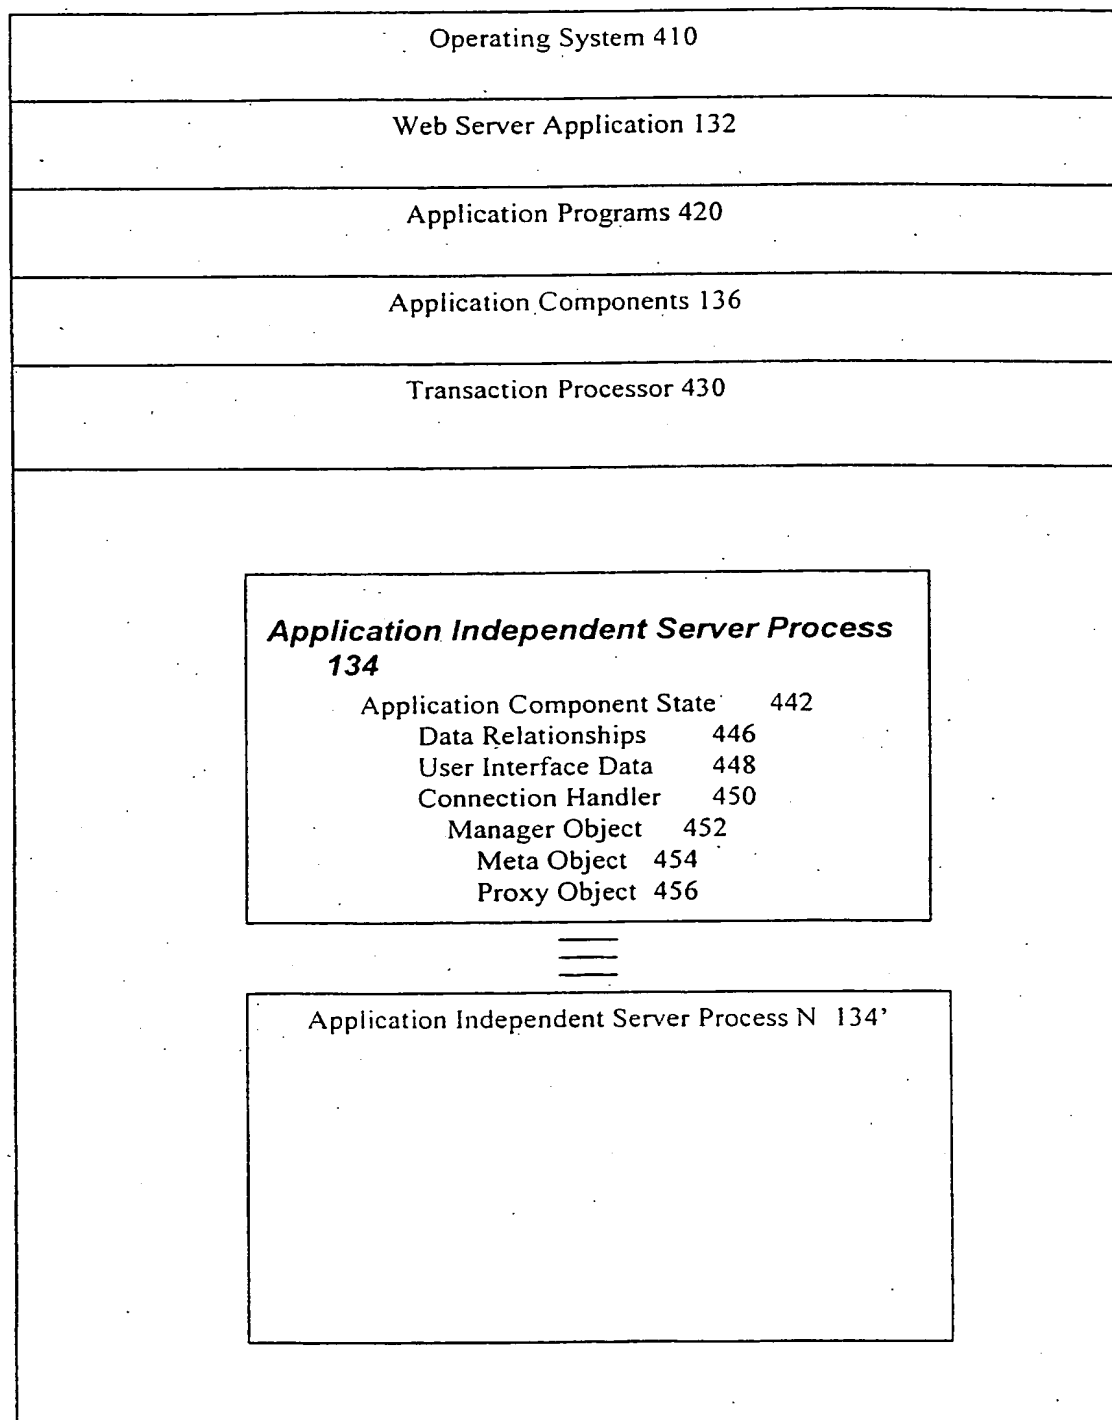 Operating System 410
Web Server Application 132
Application Programs 420
Application Components 136
Transaction Processor 430
Application Independent Server Process
134
Application Component State 442
Data Relationships 446
User Interface Data 448
Connection Handler 450
Manager Object 452
Meta Object 454
Proxy Object 456
Application Independent Server Process N 134'